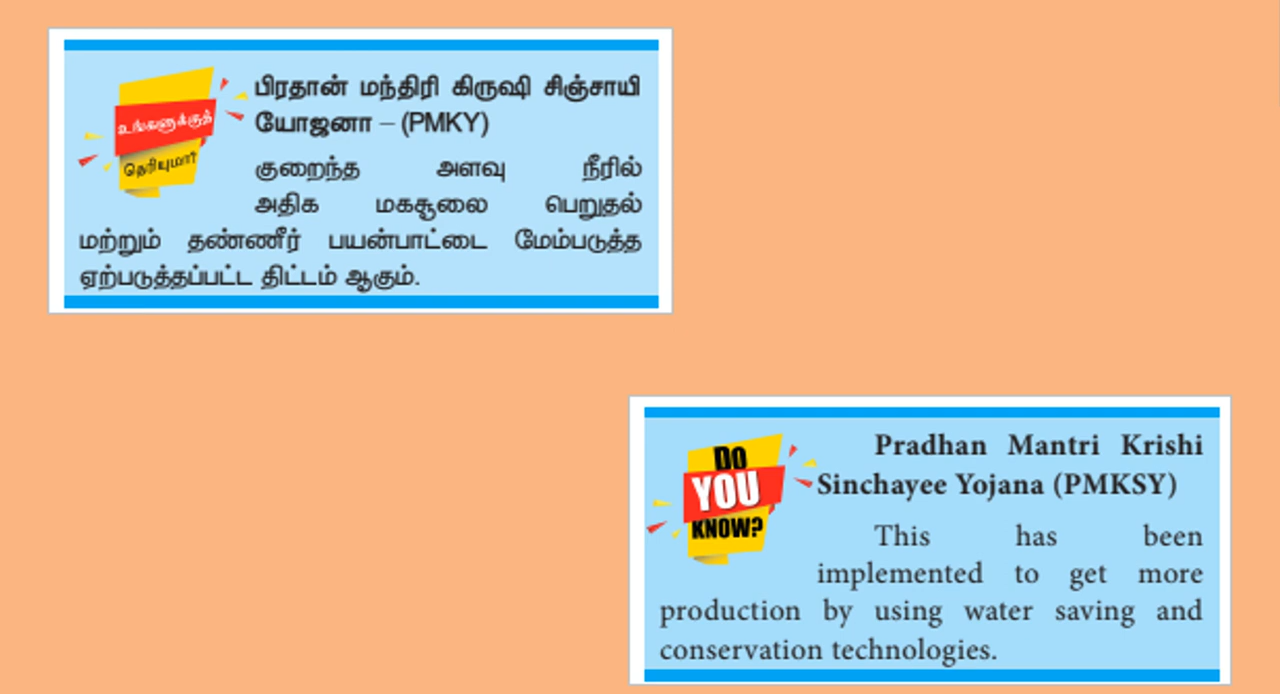 உங்களுக்குத்
தெரியுமா?
பிரதான் மந்திரி கிருஷி சிஞ்சாயி
யோஜனா – (PMKY)
குறைந்த அளவு நீரில்
அதிக மகசூலை பெறுதல்
மற்றும் தண்ணீர் பயன்பாட்டை மேம்படுத்த
ஏற்படுத்தப்பட்ட திட்டம் ஆகும்.
DO
YOU
KNOW?
Pradhan Mantri Krishi
Sinchayee Yojana (PMKSY)
This has been
implemented to get more
production by using water saving and
conservation technologies.